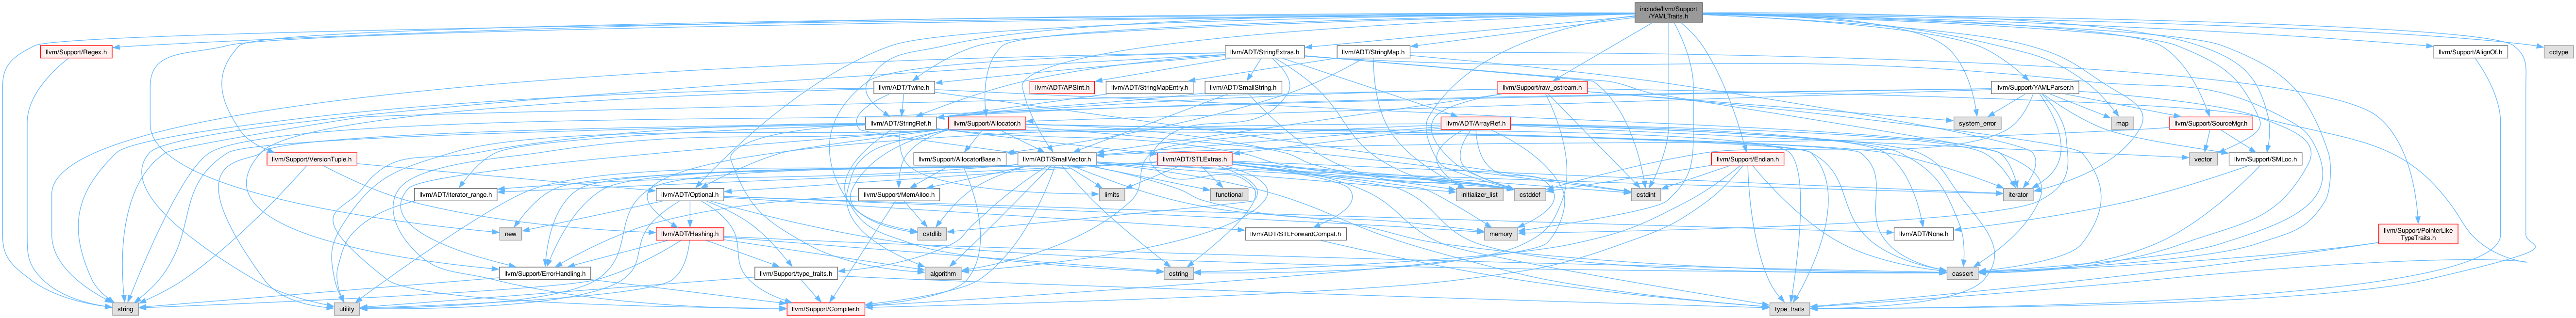 include/llvm/Support
/YAMLTraits.h
llvm/Support/Regex.h
llvm/ADT/StringExtras.h
llvm/ADT/StringMap.h
llvm/Support/AlignOf.h
cctype
llvm/ADT/Twine.h
llvm/ADT/APSInt.h
llvm/ADT/StringMapEntry.h
llvm/ADT/SmallString.h
llvm/Support/raw_ostream.h
llvm/Support/YAMLParser.h
llvm/ADT/StringRef.h
llvm/Support/Allocator.h
llvm/ADT/ArrayRef.h
system_error
map
llvm/Support/SourceMgr.h
llvm/Support/VersionTuple.h
llvm/Support/AllocatorBase.h
llvm/ADT/SmallVector.h
llvm/ADT/STLExtras.h
llvm/Support/Endian.h
vector
llvm/Support/SMLoc.h
llvm/ADT/iterator_range.h
llvm/ADT/Optional.h
llvm/Support/MemAlloc.h
limits
functional
initializer_list
cstddef
cstdint
iterator
new
llvm/ADT/Hashing.h
cstdlib
llvm/ADT/STLForwardCompat.h
memory
llvm/ADT/None.h
llvm/Support/PointerLike
TypeTraits.h
llvm/Support/ErrorHandling.h
llvm/Support/type_traits.h
algorithm
cstring
cassert
string
utility
llvm/Support/Compiler.h
type_traits